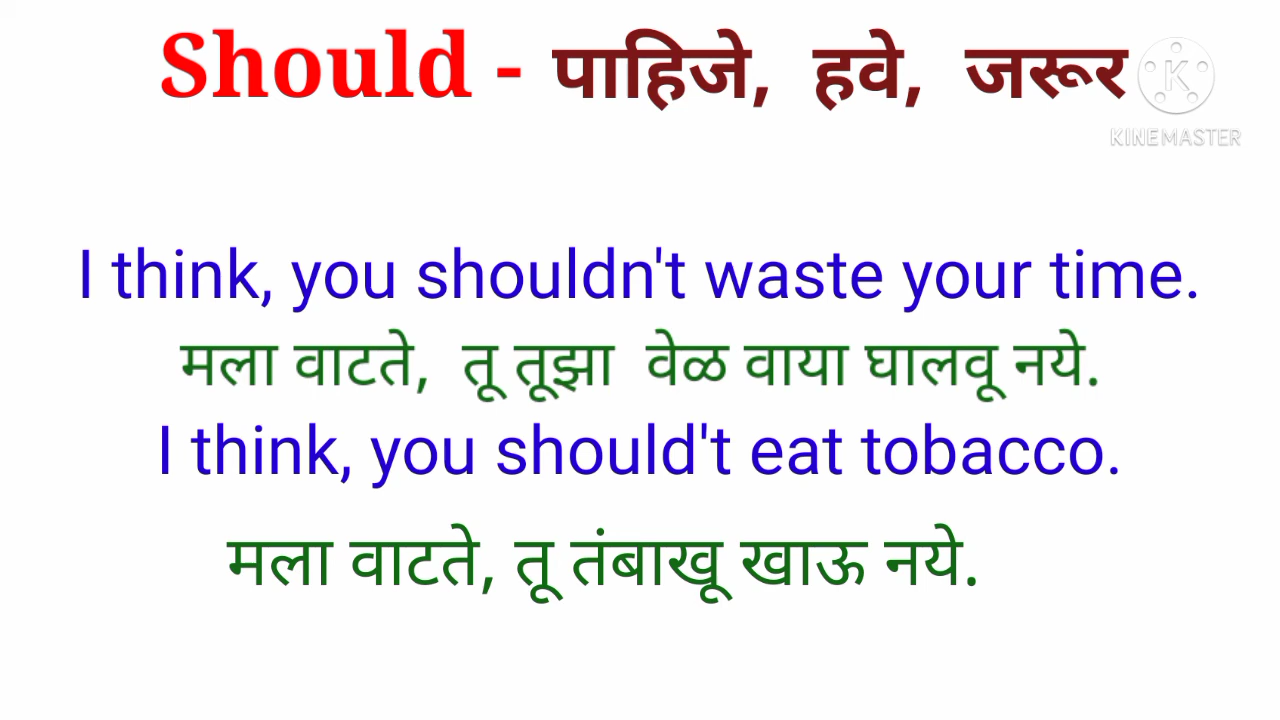 Should - पाहिजे, हवे, जरूर
KINEMASTER
I think, you shouldn't waste your time.
मला वाटते, तू तूझा वेळ वाया घालवू नये.
I think, you should't eat tobacco.
मला वाटते, तू तंबाखू खाऊ नये.